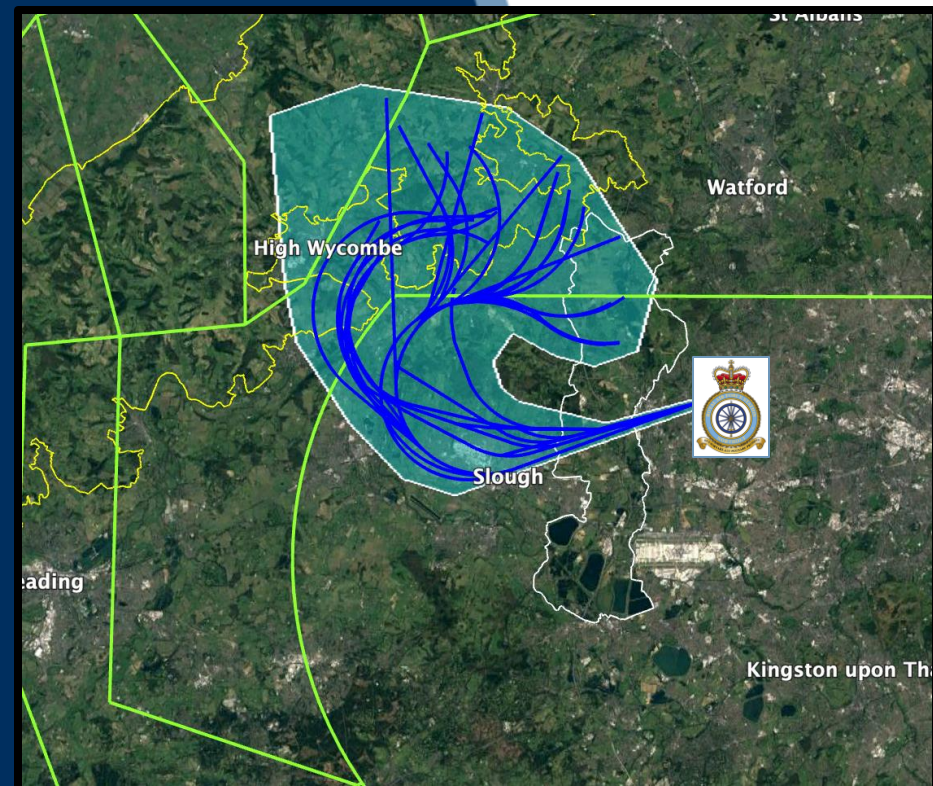 St Albans
Watford
High Wycombe
Slough
eading
Kingston upon Tha